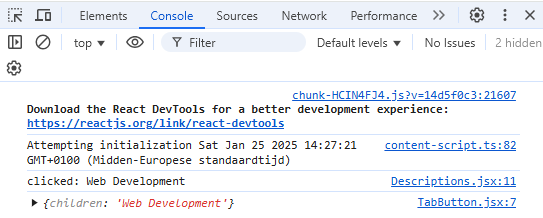 Elements Console Sources Network Performance
top Filter Default levels No Issues 2 hidden
chunk-HCIN4FJ4.js?v=14d5f0c3:21607
Download the React DevTools for a better development experience:
https://reactjs.org/link/react-devtools
Attempting initialization Sat Jan 25 2025 14:27:21 content-script.ts:82
GMT+0100 (Midden-Europese standaardtijd)
clicked: Web Development Descriptions.jsx:11
{children: 'Web Development'} TabButton.jsx:7